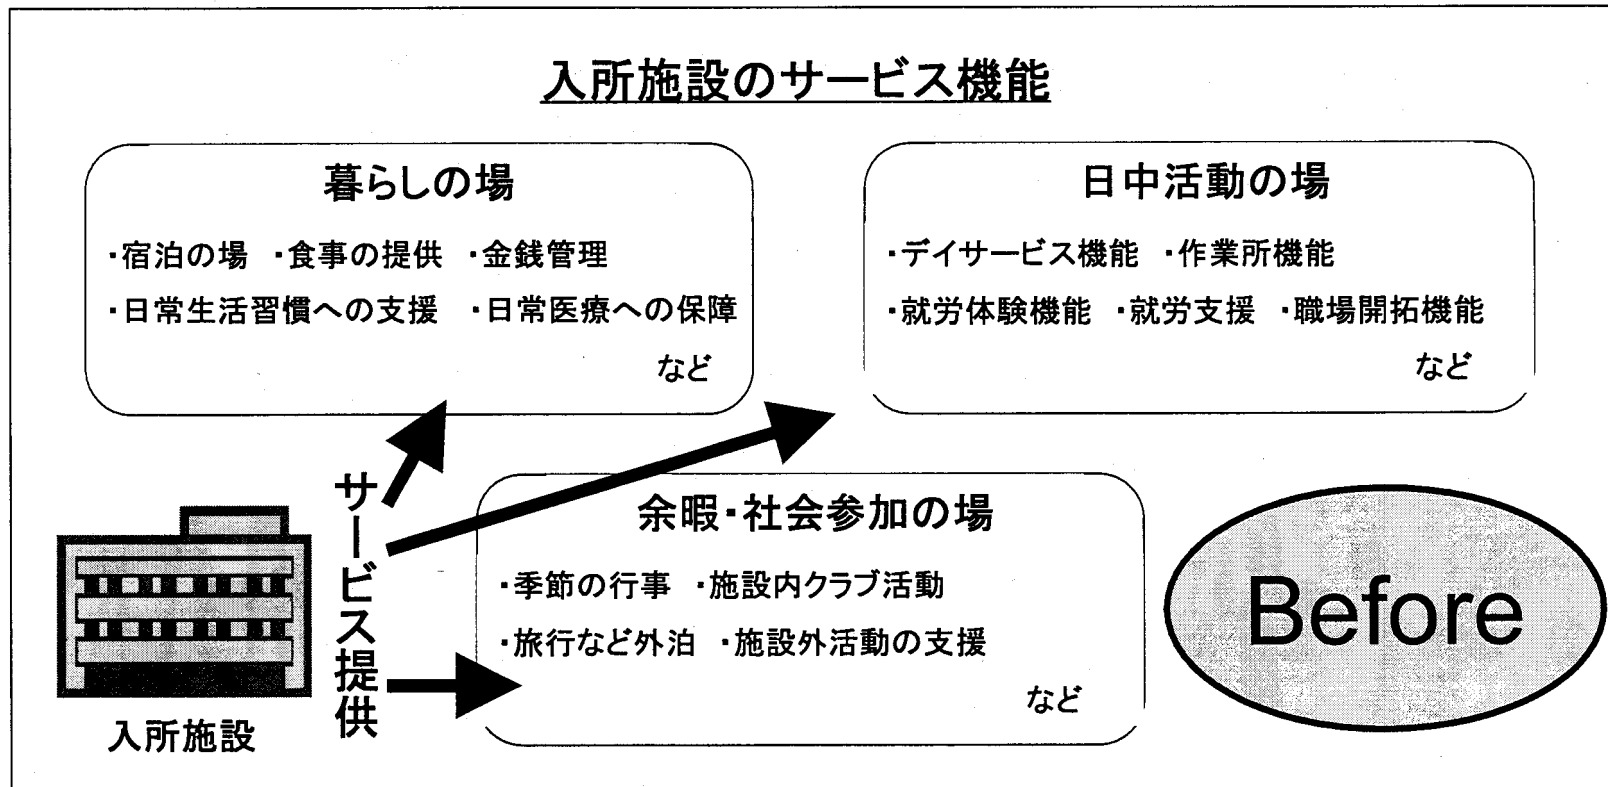 入所施設のサービス機能
暮らしの場
・宿泊の場 ・食事の提供 ・金銭管理
・日常生活習慣への支援 ・日常医療への保障
など
日中活動の場
・デイサービス機能 ・作業所機能
・就労体験機能 ・就労支援 ・職場開拓機能
など
サービス提供
余暇・社会参加の場
・季節の行事 ・施設内クラブ活動
・旅行など外泊 ・施設外活動の支援
など
入所施設
Before